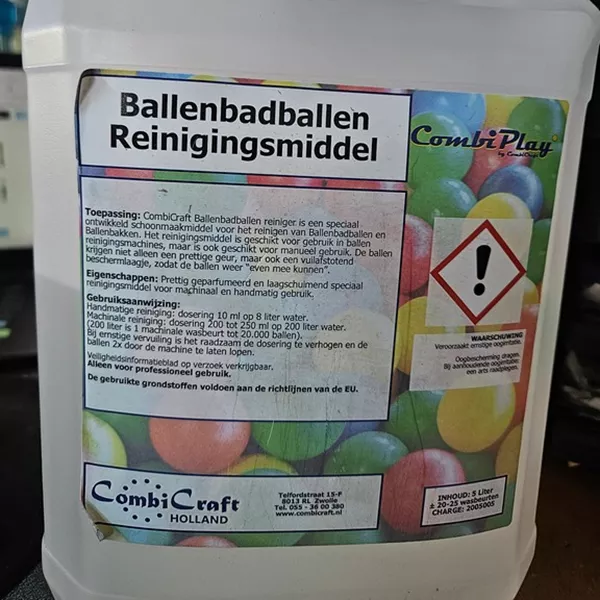 Ballenbadballen
Reinigingsmiddel
CombiPlay®
by CombiCraft
Toepassing: CombiCraft Ballenbadballen reiniger is een speciaal
ontwikkeld schoonmaakmiddel voor het reinigen van Ballenbadballen en
Ballenbakken. Het reinigingsmiddel is geschikt voor gebruik in ballen
reinigingsmachines, maar is ook geschikt voor manueel gebruik. De ballen
krijgen niet alleen een prettige geur, maar ook een vuilafstotend
beschermlaagje, zodat de ballen weer "even mee kunnen".
Eigenschappen: Prettig geparfumeerd en laagschuimend speciaal
reinigingsmiddel voor machinaal en handmatig gebruik.
Gebruiksaanwijzing:
Handmatige reiniging: dosering 10 ml op 8 liter water.
Machinale reiniging: dosering 200 tot 250 ml op 200 liter water.
(200 liter is 1 machinale wasbeurt tot 20.000 ballen).
Bij ernstige vervuiling is het raadzaam de dosering te verhogen en de
ballen 2x door de machine te laten lopen.
Veiligheidsinformatieblad op verzoek verkrijgbaar.
Alleen voor professioneel gebruik.
De gebruikte grondstoffen voldoen aan de richtlijnen van de EU.
WAARSCHUWING
Veroorzaakt ernstige oogirritatie.
Oogbescherming dragen.
Bij aanhoudende oogirritatie:
een arts raadplegen.
CombiCraft
HOLLAND
Telfordstraat 15-F
8013 RL Zwolle
Tel. 055 - 36 00 380
www.combicraft.nl
INHOUD: 5 Liter
± 20-25 wasbeurten
CHARGE: 2005005